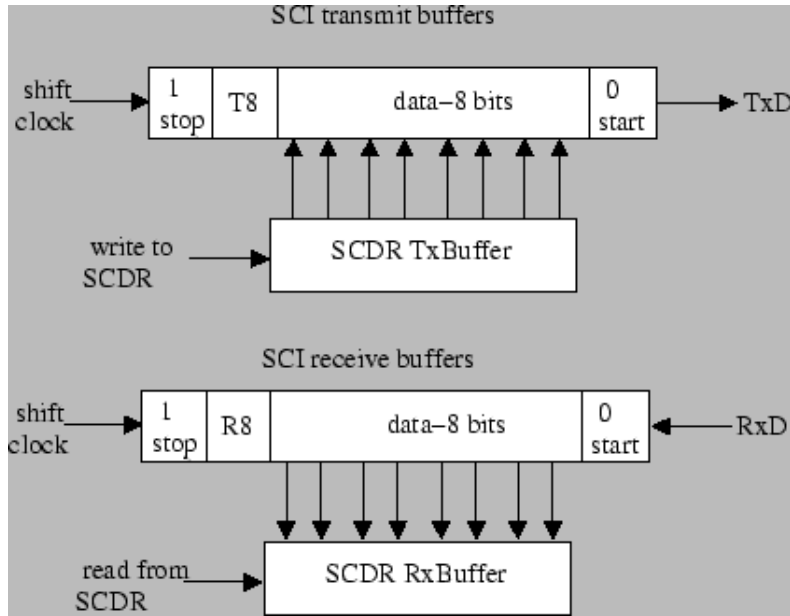 SCI transmit buffers
shift
clock
1
stop
T8
data–8 bits
0
start
TxD
write to
SCDR
SCDR TxBuffer
SCI receive buffers
shift
clock
1
stop
R8
data–8 bits
0
start
RxD
read from
SCDR
SCDR RxBuffer